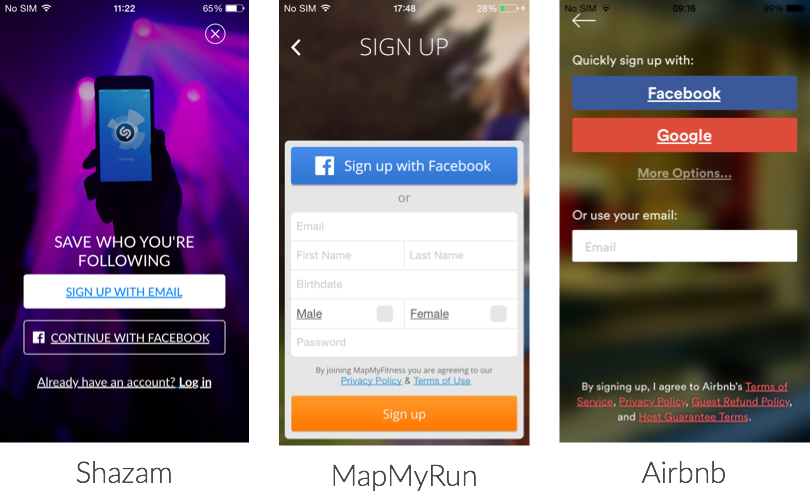 No SIM 11:22 65%
SAVE WHO YOU'RE
FOLLOWING
SIGN UP WITH EMAIL
CONTINUE WITH FACEBOOK
Already have an account? Log in
Shazam
No SIM 17:48 28%
SIGN UP
Sign up with Facebook
or
Email
First Name Last Name
Birthdate
Male Female
Password
By joining MapMyFitness you are agreeing to our
Privacy Policy & Terms of Use
Sign up
MapMyRun
No SIM 09:16 99%
Quickly sign up with:
Facebook
Google
More Options...
Or use your email:
Email
By signing up, I agree to Airbnb's Terms of
Service, Privacy Policy, Guest Refund Policy,
and Host Guarantee Terms.
Airbnb